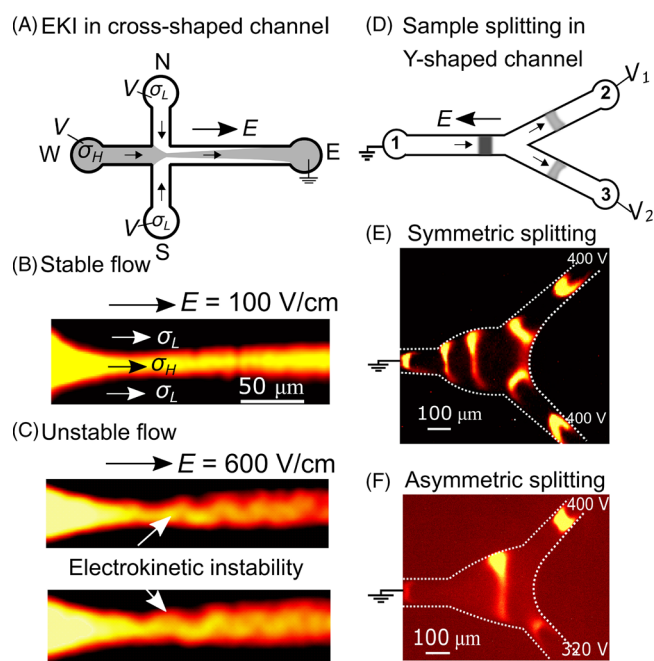 (A) EKI in cross-shaped channel
N
V
σL
E
V
W
σH
E
V
σL
S
(B) Stable flow
E = 100 V/cm
σL
σH
σL
50 μm
(C) Unstable flow
E = 600 V/cm
Electrokinetic instability
(D) Sample splitting in
Y-shaped channel
V1
2
E
1
3
V2
(E) Symmetric splitting
400 V
100 μm
400 V
(F) Asymmetric splitting
400 V
100 μm
320 V